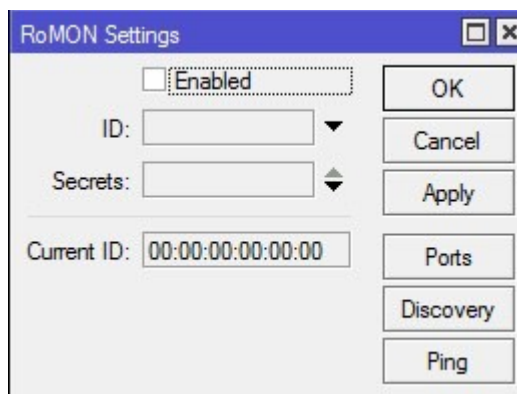 RoMON Settings
Enabled
ID:
Secrets:
Current ID: 00:00:00:00:00:00
OK
Cancel
Apply
Ports
Discovery
Ping